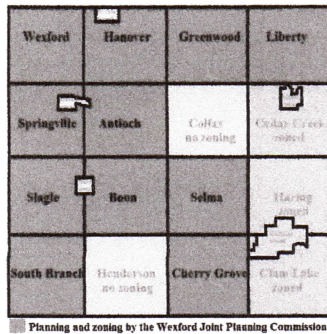 Wexford Hanover Greenwood Liberty
Springville Antioch Colfax Cedar Creek
no zoning zoned
Slagle Boon Selma Haring
zoned
South Branch Henderson Cherry Grove Clam Lake
no zoning zoned
Planning and zoning by the Wexford Joint Planning Commission